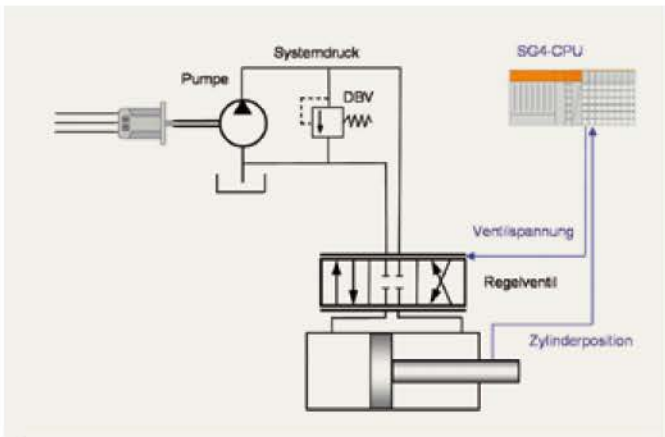 Systemdruck
SG4-CPU
Pumpe
DBV
Ventilspannung
Regelventil
Zylinderposition